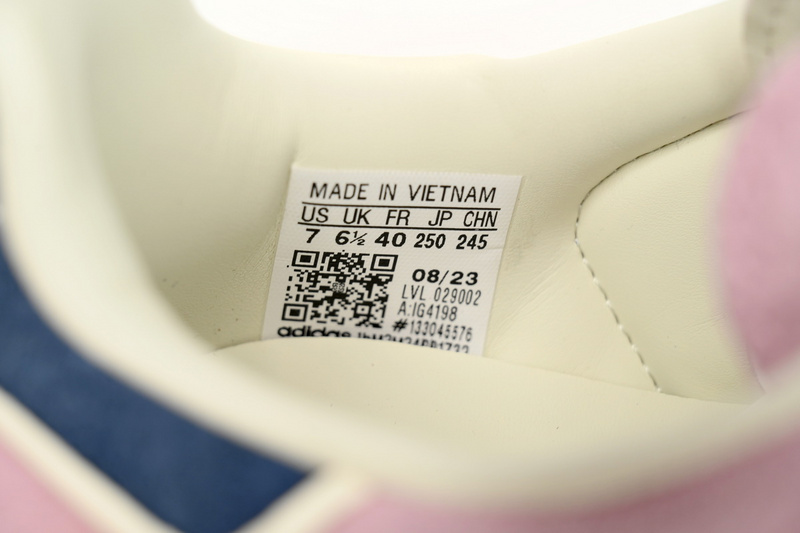 MADE IN VIETNAM
US UK FR JP CHN
7 6½ 40 250 245
08/23
LVL 029002
A:IG4198
#133045576
adidas